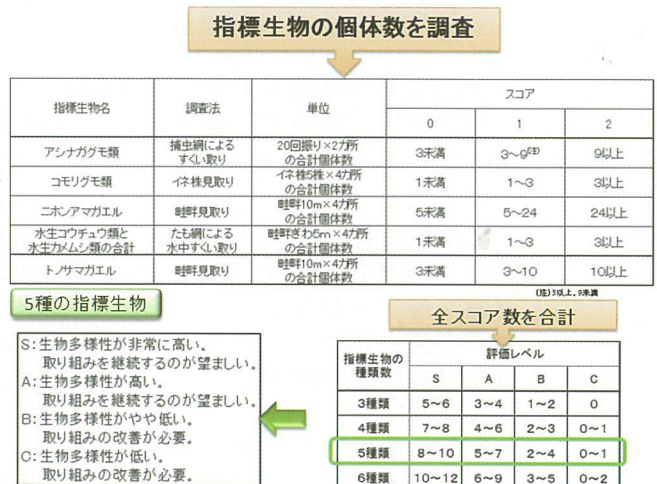 指標生物の個体数を調査
指標生物名 調査法 単位 スコア
0 1 2
アシナガグモ類 捕虫網による すくい取り 20回振り×2カ所 の合計個体数 3未満 3～9(注) 9以上
コモリグモ類 イネ株見取り イネ株5株×4カ所 の合計個体数 1未満 1～3 3以上
ニホンアマガエル 畦畔見取り 畦畔10m×4カ所 の合計個体数 5未満 5～24 24以上
水生コウチュウ類と 水生カメムシ類の合計 たも網による 水中すくい取り 畦畔ぎわ5m×4カ所 の合計個体数 1未満 1～3 3以上
トノサマガエル 畦畔見取り 畦畔10m×4カ所 の合計個体数 3未満 3～10 10以上
(注)3以上、9未満
5種の指標生物
全スコア数を合計
S:生物多様性が非常に高い。
取り組みを継続するのが望ましい。
A:生物多様性が高い。
取り組みを継続するのが望ましい。
B:生物多様性がやや低い。
取り組みの改善が必要。
C:生物多様性が低い。
取り組みの改善が必要。
指標生物の 種類数 評価レベル
S A B C
3種類 5～6 3～4 1～2 0
4種類 7～8 4～6 2～3 0～1
5種類 8～10 5～7 2～4 0～1
6種類 10～12 6～9 3～5 0～2